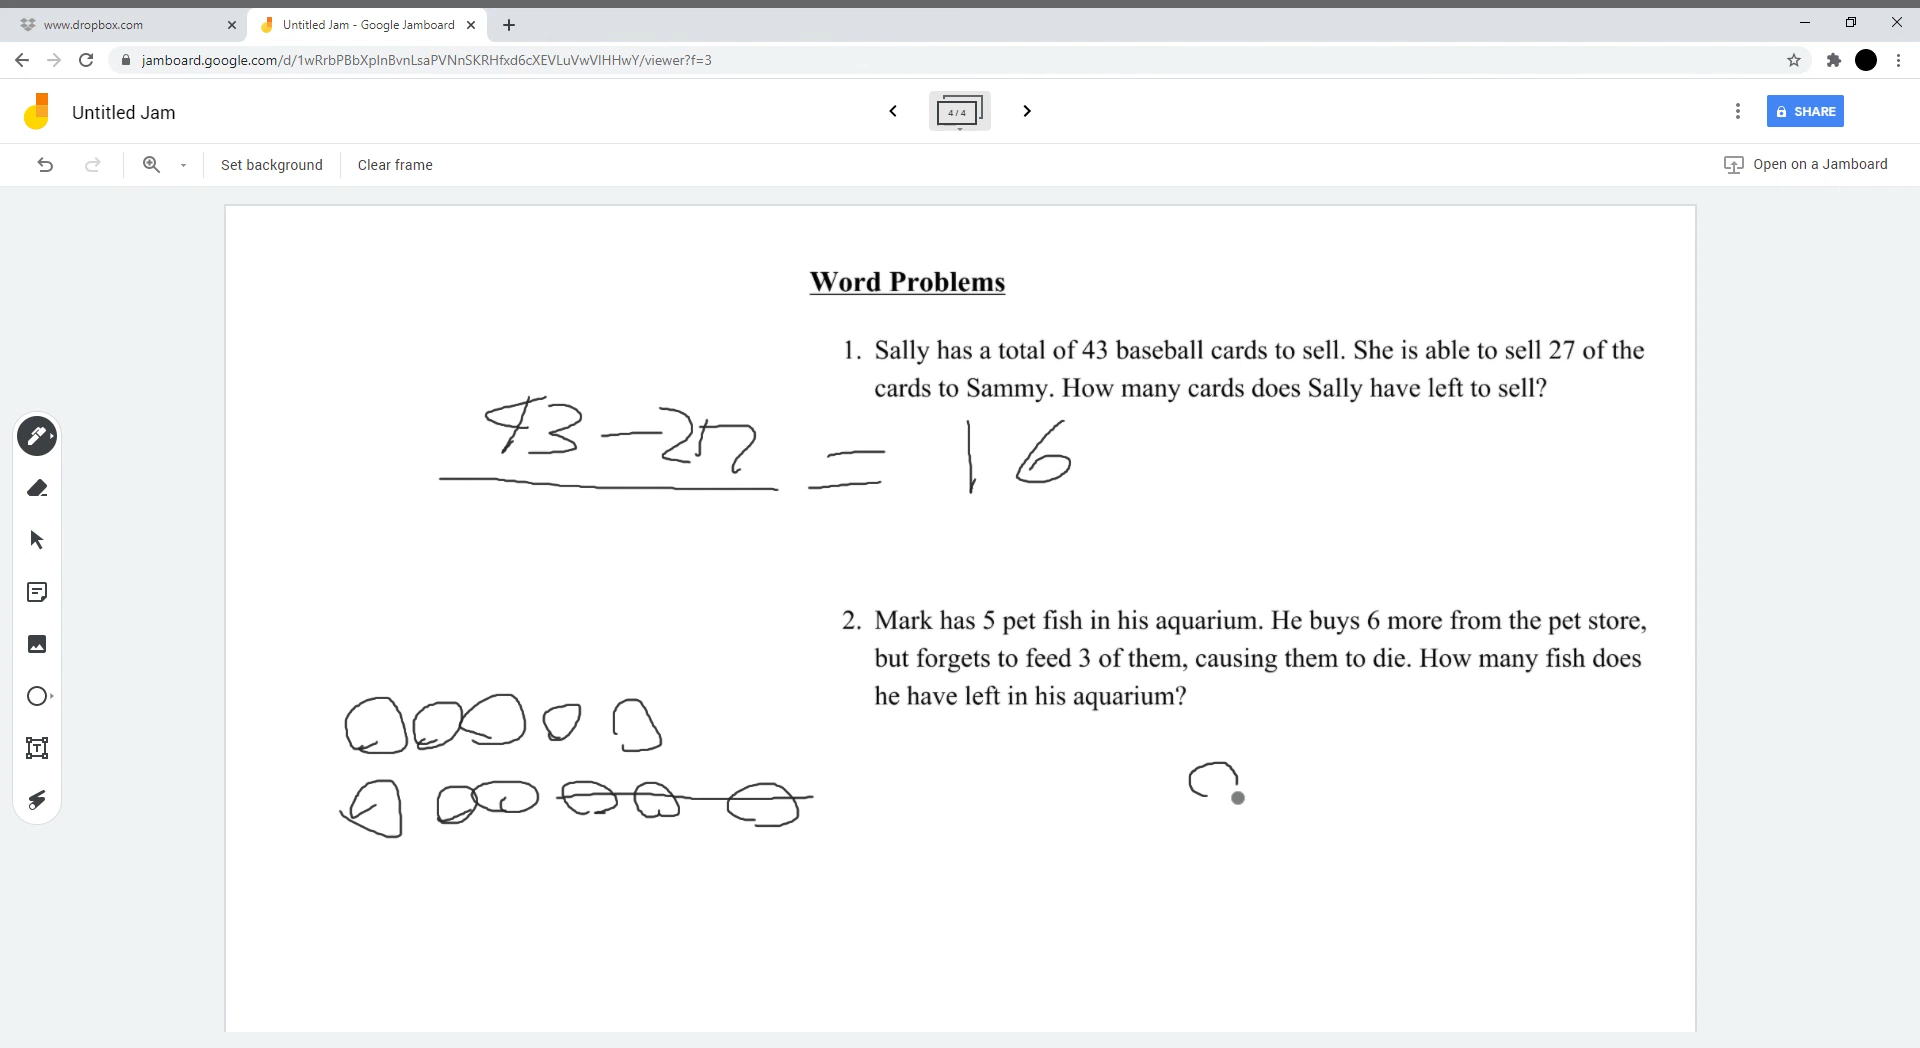 www.dropbox.com
Untitled Jam - Google Jamboard
jamboard.google.com/d/1wRrbPBbXpInBvnLsaPVNnSKRHfxd6cXEVLuVwVIHHwY/viewer?f=3
Untitled Jam
4 / 4
SHARE
Set background
Clear frame
Open on a Jamboard
Word Problems
1. Sally has a total of 43 baseball cards to sell. She is able to sell 27 of the
cards to Sammy. How many cards does Sally have left to sell?
43-27 = 16
2. Mark has 5 pet fish in his aquarium. He buys 6 more from the pet store,
but forgets to feed 3 of them, causing them to die. How many fish does
he have left in his aquarium?